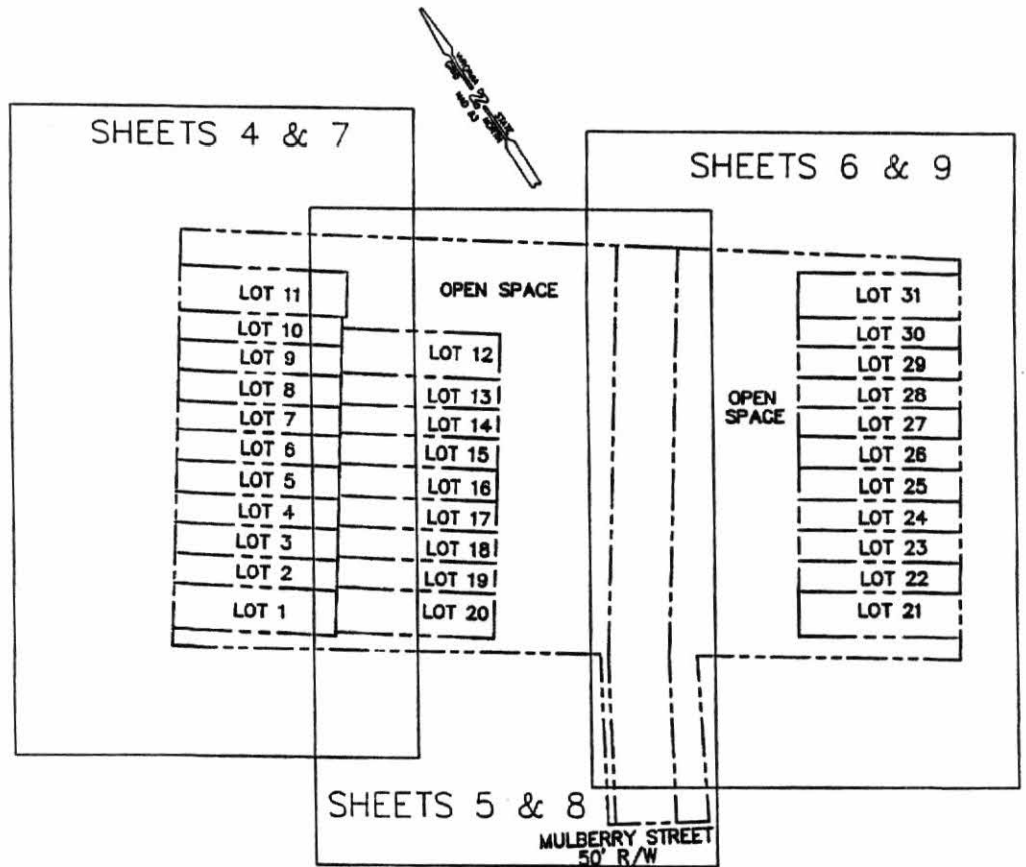 SHEETS 4 & 7
SHEETS 6 & 9
OPEN SPACE
LOT 11
LOT 10
LOT 9
LOT 8
LOT 7
LOT 6
LOT 5
LOT 4
LOT 3
LOT 2
LOT 1
LOT 12
LOT 13
LOT 14
LOT 15
LOT 16
LOT 17
LOT 18
LOT 19
LOT 20
OPEN
SPACE
LOT 31
LOT 30
LOT 29
LOT 28
LOT 27
LOT 26
LOT 25
LOT 24
LOT 23
LOT 22
LOT 21
SHEETS 5 & 8
MULBERRY STREET
50' R/W